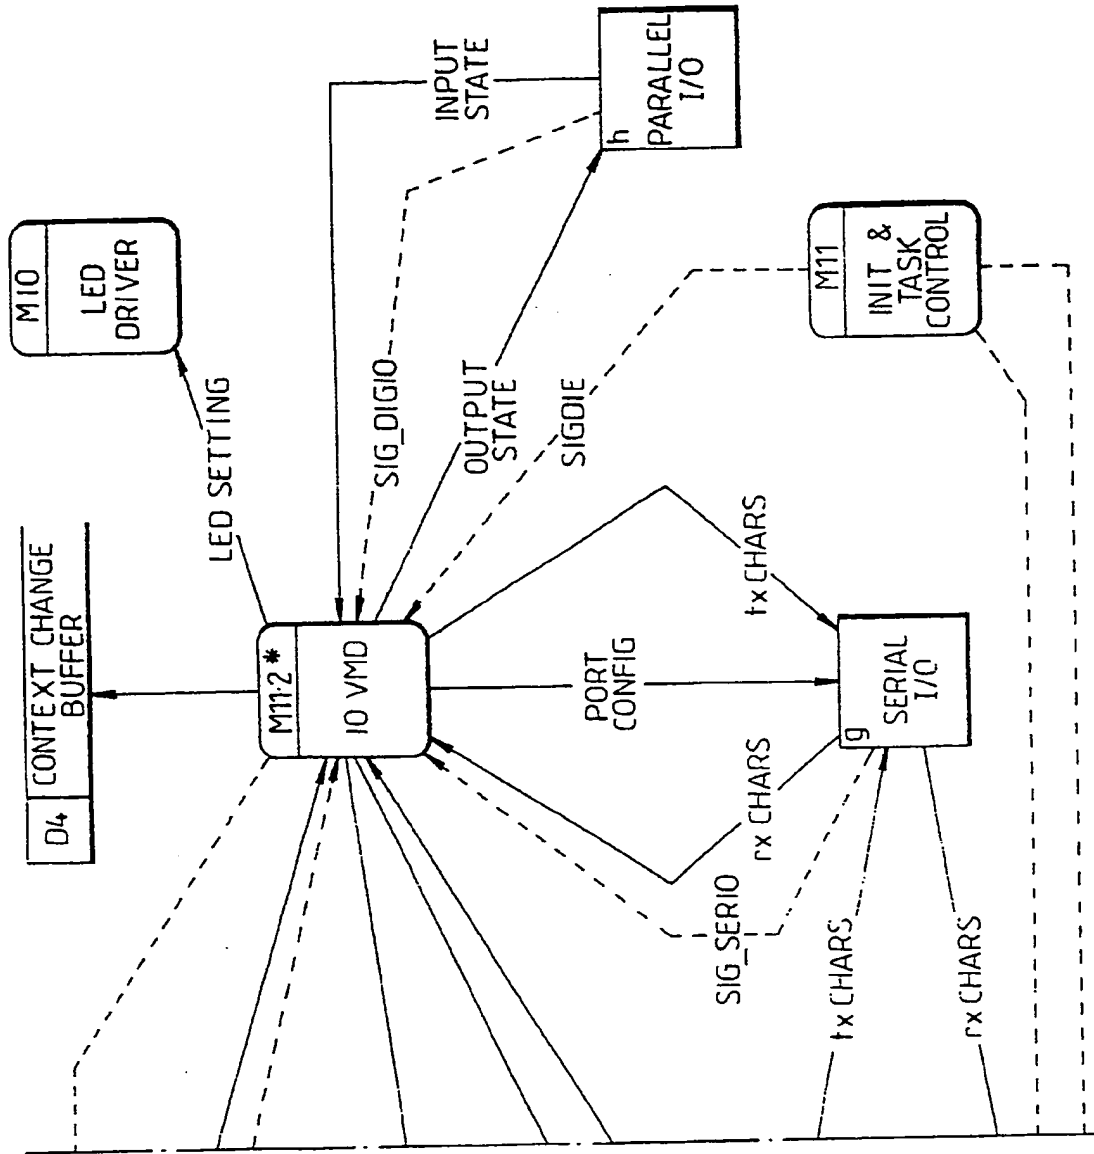 D4
CONTEXT CHANGE
BUFFER
M10
LED
DRIVER
LED SETTING
M11·2 *
IO VMD
INPUT
STATE
SIG_DIGIO
OUTPUT
STATE
SIGDIE
h
PARALLEL
I/O
M11
INIT &
TASK
CONTROL
tx CHARS
PORT
CONFIG
rx CHARS
SIG_SERIO
g
SERIAL
I/O
tx CHARS
rx CHARS